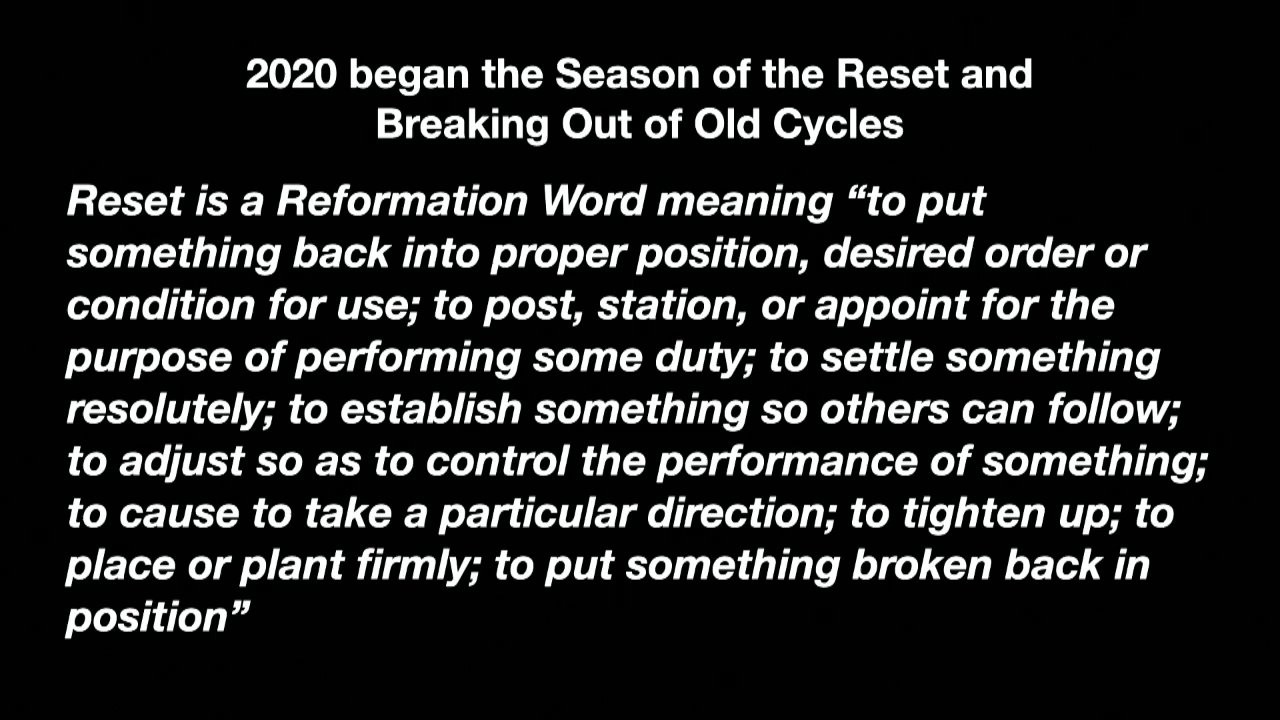 2020 began the Season of the Reset and
Breaking Out of Old Cycles
Reset is a Reformation Word meaning “to put
something back into proper position, desired order or
condition for use; to post, station, or appoint for the
purpose of performing some duty; to settle something
resolutely; to establish something so others can follow;
to adjust so as to control the performance of something;
to cause to take a particular direction; to tighten up; to
place or plant firmly; to put something broken back in
position”